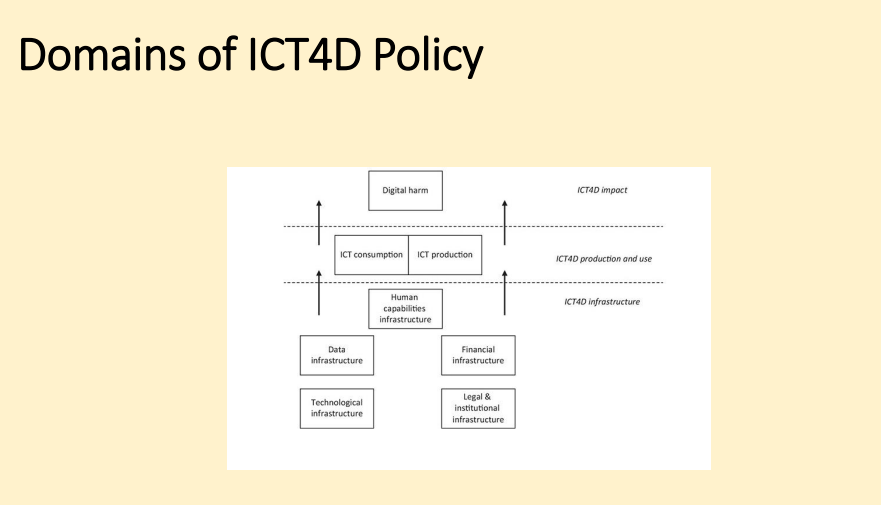 Domains of ICT4D Policy
Digital harm
ICT4D impact
ICT consumption
ICT production
ICT4D production and use
Human
capabilities
infrastructure
ICT4D infrastructure
Data
infrastructure
Financial
infrastructure
Technological
infrastructure
Legal &
institutional
infrastructure